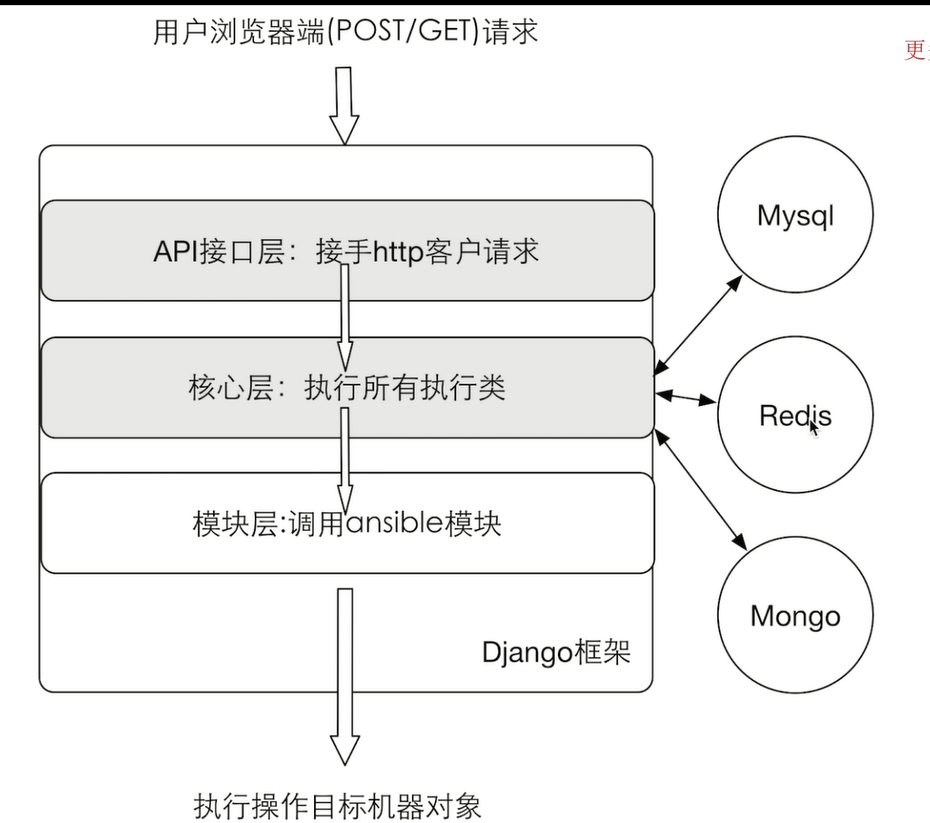 用户浏览器端(POST/GET)请求
更
API接口层：接手http客户请求
Mysql
核心层：执行所有执行类
Redis
模块层:调用ansible模块
Mongo
Django框架
执行操作目标机器对象